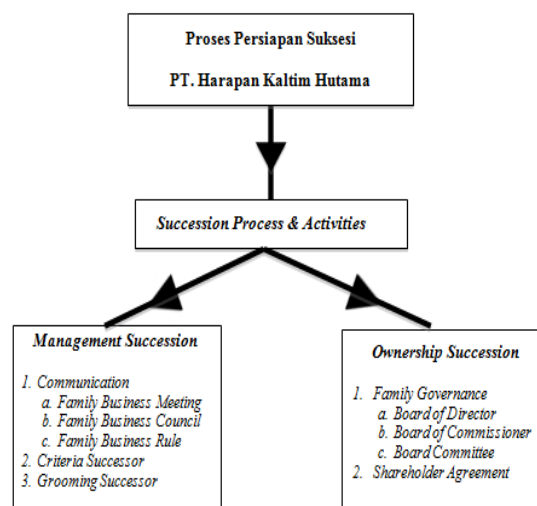 Proses Persiapan Suksesi
PT. Harapan Kaltim Hutama
Succession Process & Activities
Management Succession
1. Communication
a. Family Business Meeting
b. Family Business Council
c. Family Business Rule
2. Criteria Successor
3. Grooming Successor
Ownership Succession
1. Family Governance
a. Board of Director
b. Board of Commissioner
c. Board Committee
2. Shareholder Agreement